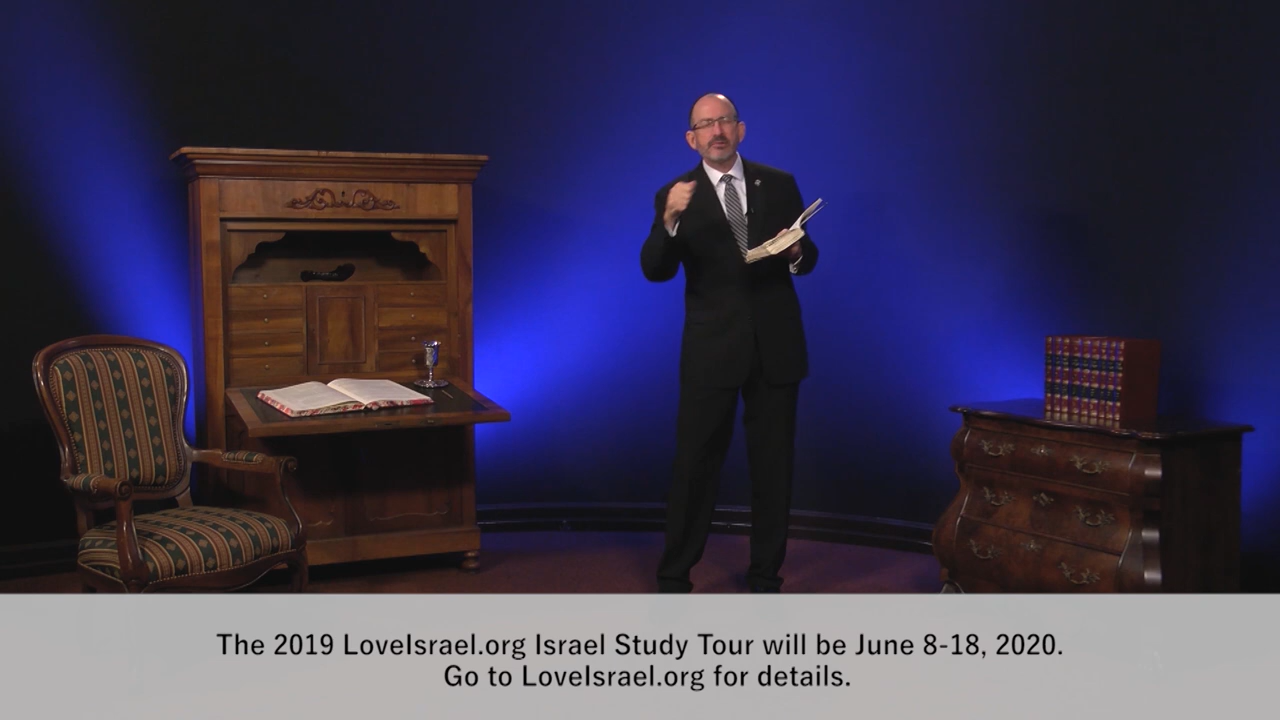 The 2019 LoveIsrael.org Israel Study Tour will be June 8-18, 2020.
Go to LoveIsrael.org for details.